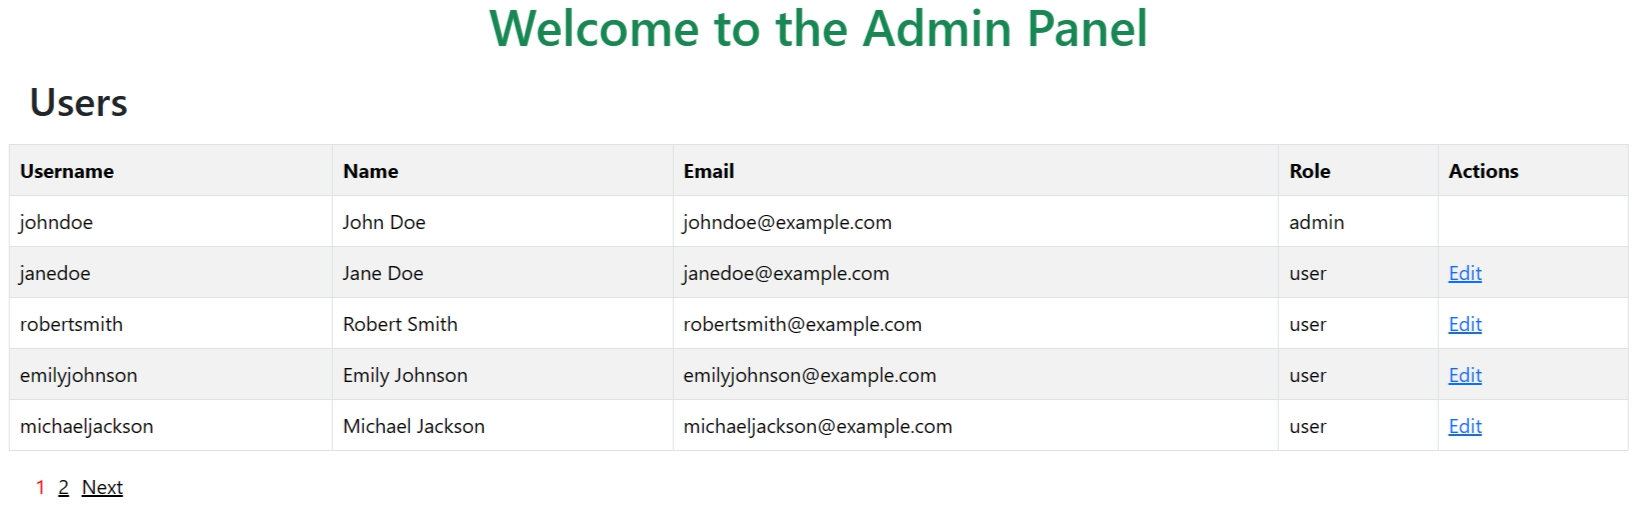 Welcome to the Admin Panel
Users
Username Name Email Role Actions
johndoe John Doe johndoe@example.com admin
janedoe Jane Doe janedoe@example.com user Edit
robertsmith Robert Smith robertsmith@example.com user Edit
emilyjohnson Emily Johnson emilyjohnson@example.com user Edit
michaeljackson Michael Jackson michaeljackson@example.com user Edit
1 2 Next